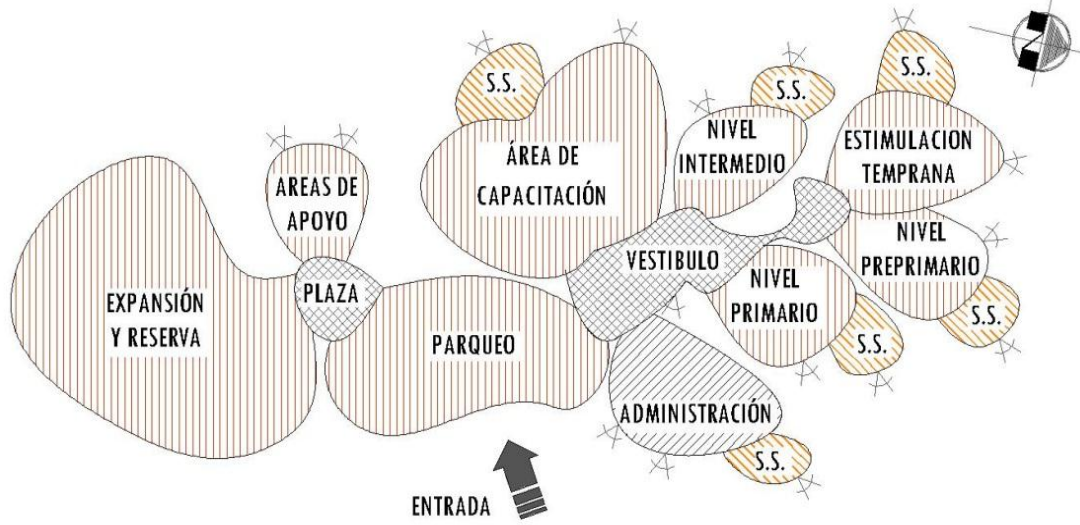 S.S.
S.S.
S.S.
NIVEL
INTERMEDIO
ESTIMULACION
TEMPRANA
ÁREA DE
CAPACITACIÓN
AREAS DE
APOYO
NIVEL
PREPRIMARIO
VESTIBULO
NIVEL
PRIMARIO
PLAZA
EXPANSIÓN
Y RESERVA
PARQUEO
S.S.
S.S.
ADMINISTRACIÓN
S.S.
ENTRADA